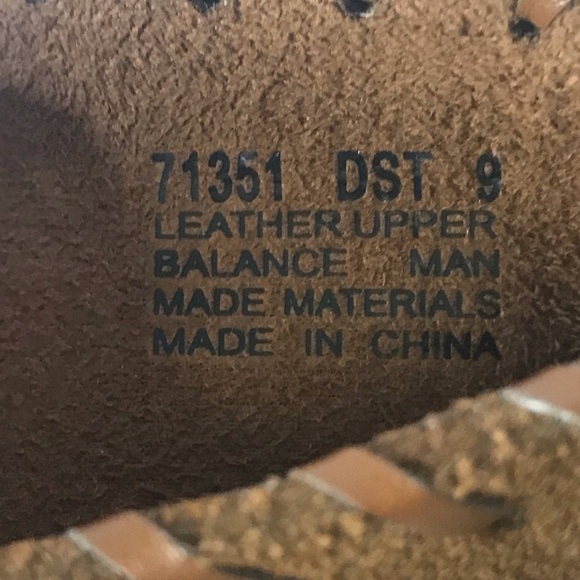 71351 DST 9
LEATHER UPPER
BALANCE MAN
MADE MATERIALS
MADE IN CHINA